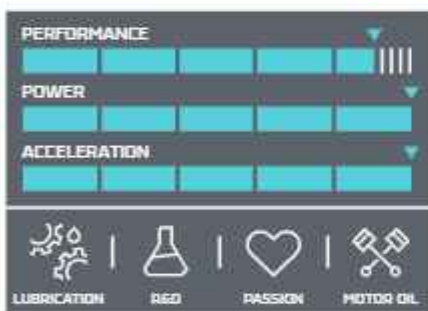 PERFORMANCE
POWER
ACCELERATION
LUBRICATION R&D PASSION MOTOR OIL